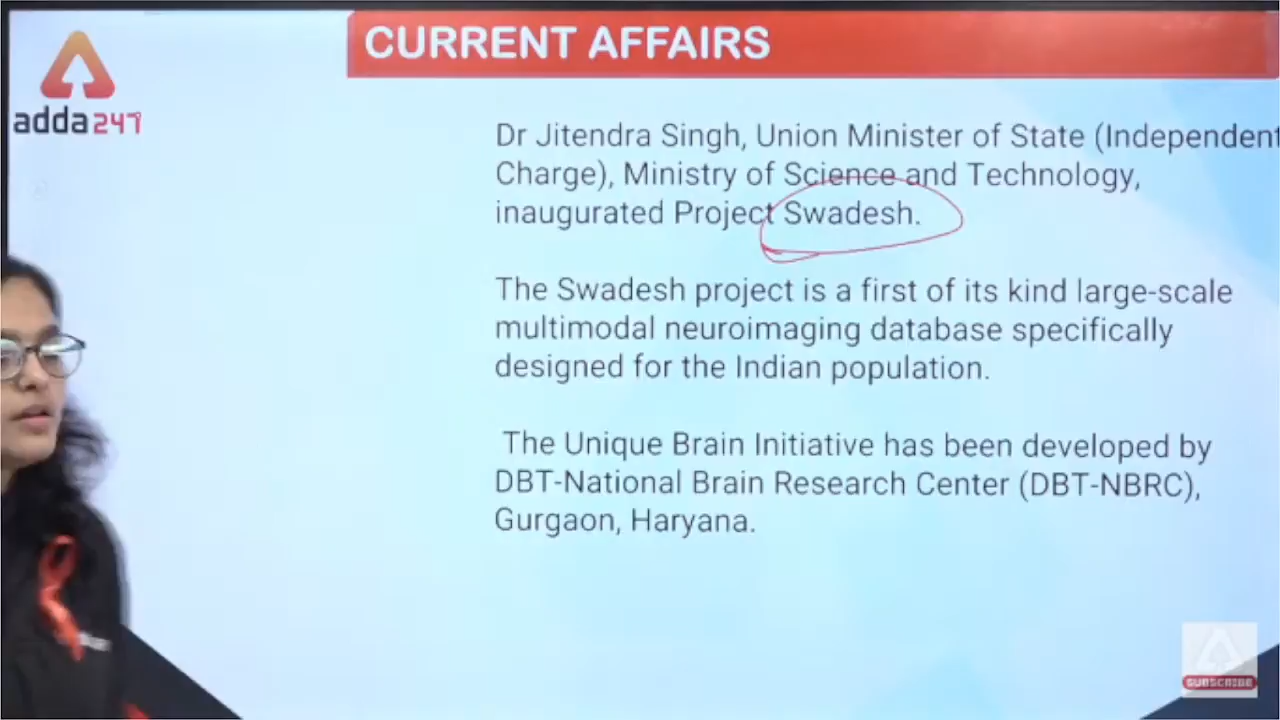 CURRENT AFFAIRS
adda247
Dr Jitendra Singh, Union Minister of State (Independent
Charge), Ministry of Science and Technology,
inaugurated Project Swadesh.
The Swadesh project is a first of its kind large-scale
multimodal neuroimaging database specifically
designed for the Indian population.
The Unique Brain Initiative has been developed by
DBT-National Brain Research Center (DBT-NBRC),
Gurgaon, Haryana.
SUBSCRIBE